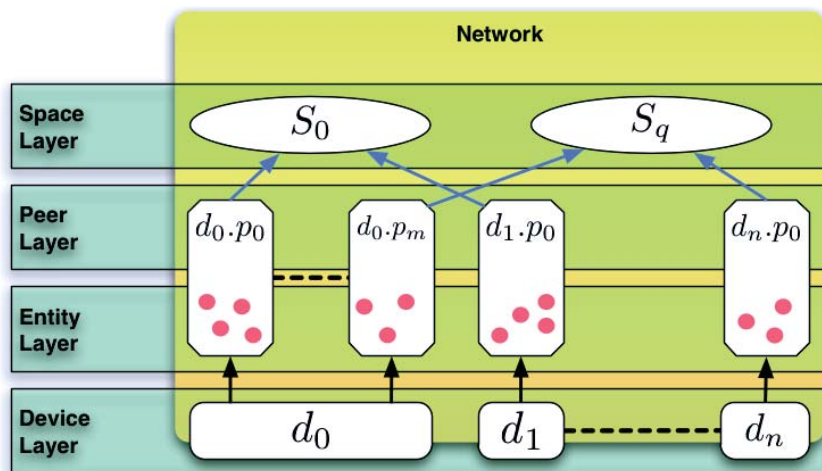 Network
Space
Layer
S₀
S_q
Peer
Layer
d₀.p₀
d₀.pₘ
d₁.p₀
dₙ.p₀
Entity
Layer
Device
Layer
d₀
d₁
dₙ